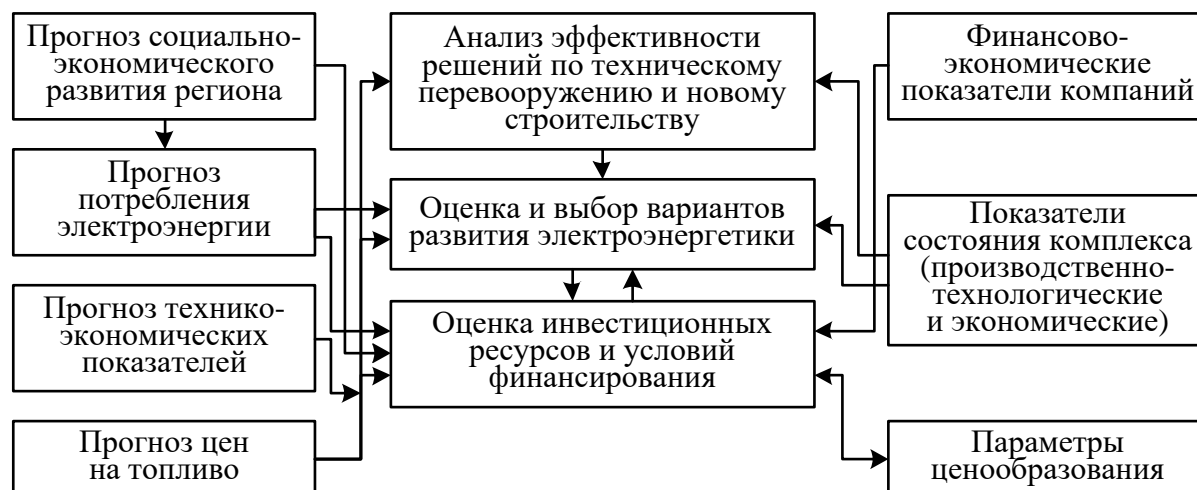 Прогноз социально-
экономического
развития региона
Прогноз
потребления
электроэнергии
Прогноз технико-
экономических
показателей
Прогноз цен
на топливо
Анализ эффективности
решений по техническому
перевооружению и новому
строительству
Оценка и выбор вариантов
развития электроэнергетики
Оценка инвестиционных
ресурсов и условий
финансирования
Финансово-
экономические
показатели компаний
Показатели
состояния комплекса
(производственно-
технологические
и экономические)
Параметры
ценообразования